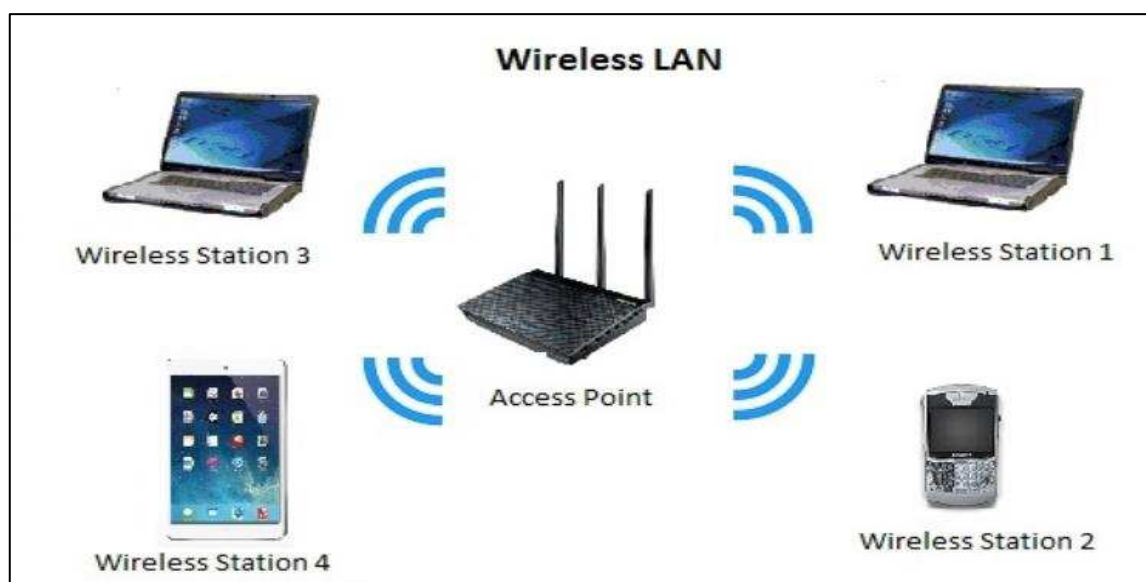 Wireless LAN
Wireless Station 3
Wireless Station 1
Access Point
Wireless Station 4
Wireless Station 2